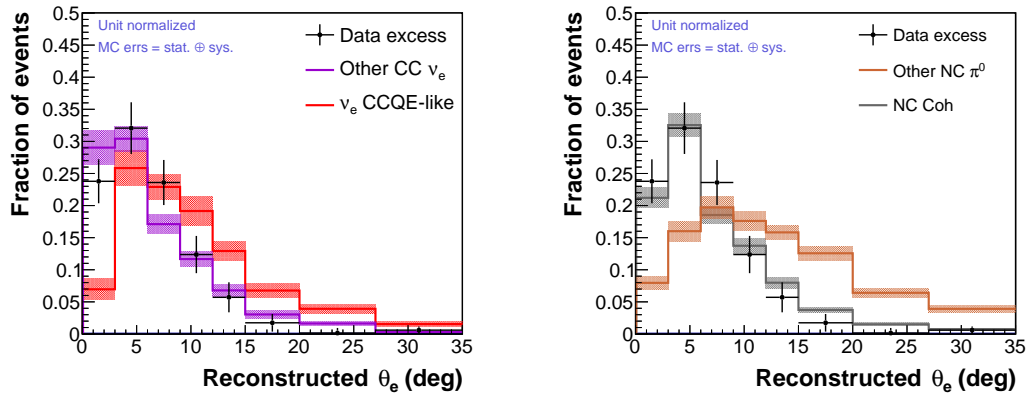 Unit normalized
MC errs = stat. ⊕ sys.
Data excess
Other CC νe
νe CCQE-like
Fraction of events
0.5
0.45
0.4
0.35
0.3
0.25
0.2
0.15
0.1
0.05
0
0 5 10 15 20 25 30 35
Reconstructed θe (deg)
Unit normalized
MC errs = stat. ⊕ sys.
Data excess
Other NC π0
NC Coh
Fraction of events
0.5
0.45
0.4
0.35
0.3
0.25
0.2
0.15
0.1
0.05
0
0 5 10 15 20 25 30 35
Reconstructed θe (deg)